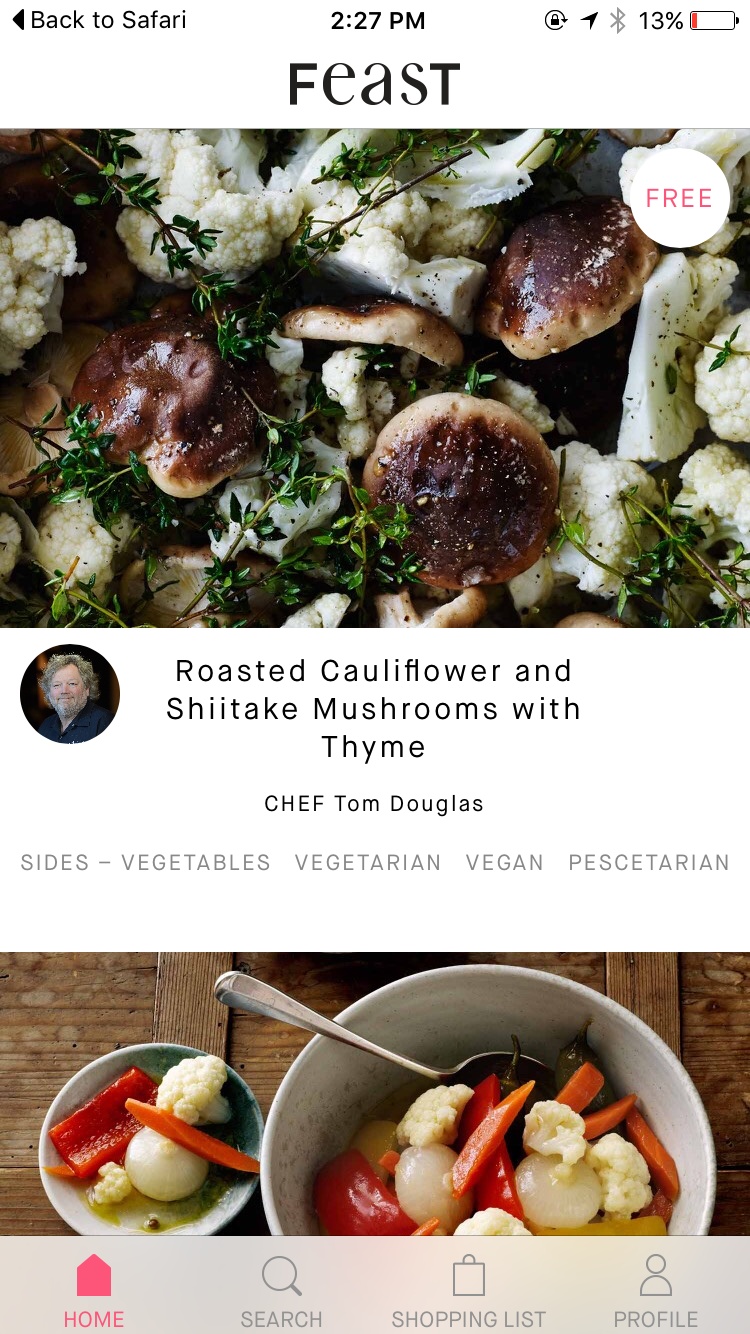 Back to Safari 2:27 PM 13%
Feast
FREE
Roasted Cauliflower and
Shiitake Mushrooms with
Thyme
CHEF Tom Douglas
SIDES – VEGETABLES VEGETARIAN VEGAN PESCETARIAN
HOME SEARCH SHOPPING LIST PROFILE